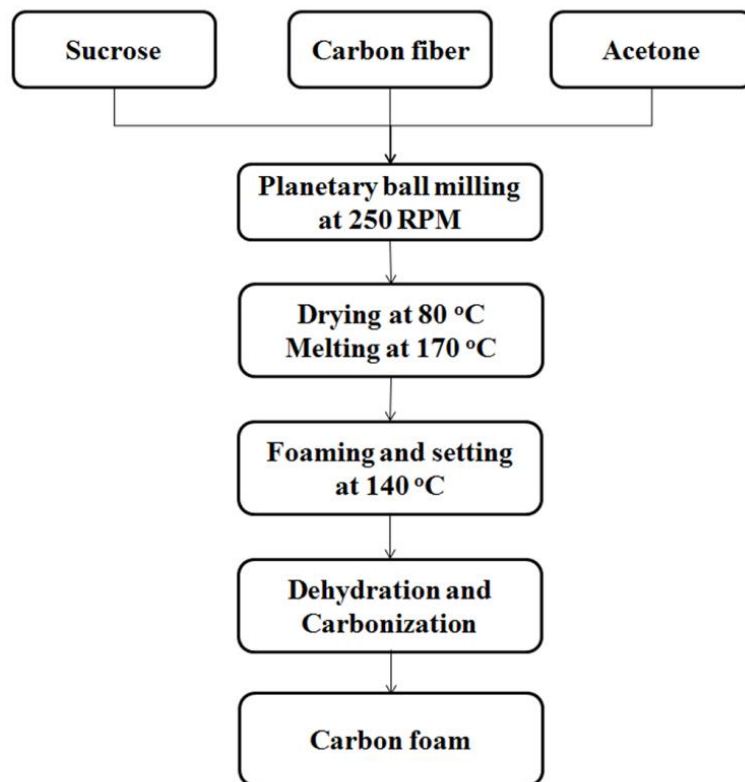 Sucrose
Carbon fiber
Acetone
Planetary ball milling
at 250 RPM
Drying at 80 °C
Melting at 170 °C
Foaming and setting
at 140 °C
Dehydration and
Carbonization
Carbon foam